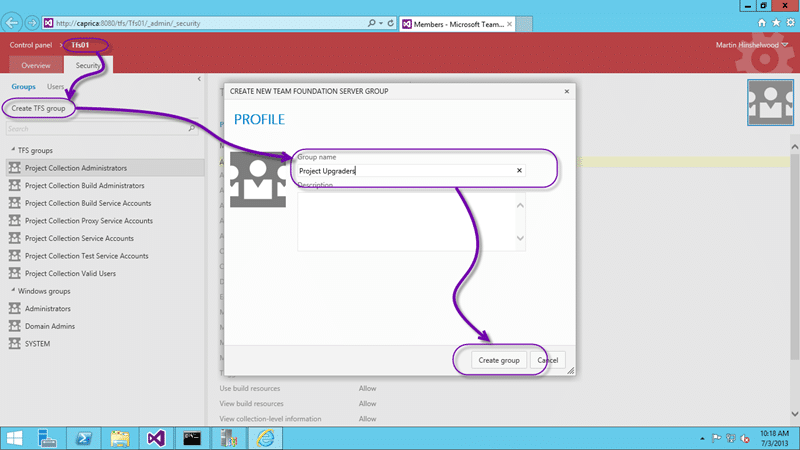 http://caprica:8080/tfs/Tfs01/_admin/_security
Members - Microsoft Team...
Control panel > Tfs01
Martin Hinshelwood
Overview
Security
Groups Users
Create TFS group
Search
TFS groups
Project Collection Administrators
Project Collection Build Administrators
Project Collection Build Service Accounts
Project Collection Proxy Service Accounts
Project Collection Service Accounts
Project Collection Test Service Accounts
Project Collection Valid Users
Windows groups
Administrators
Domain Admins
SYSTEM
CREATE NEW TEAM FOUNDATION SERVER GROUP
PROFILE
Group name
Project Upgraders
Description
Create group
Cancel
Use build resources Allow
View build resources Allow
View collection-level information Allow
10:18 AM
7/3/2013